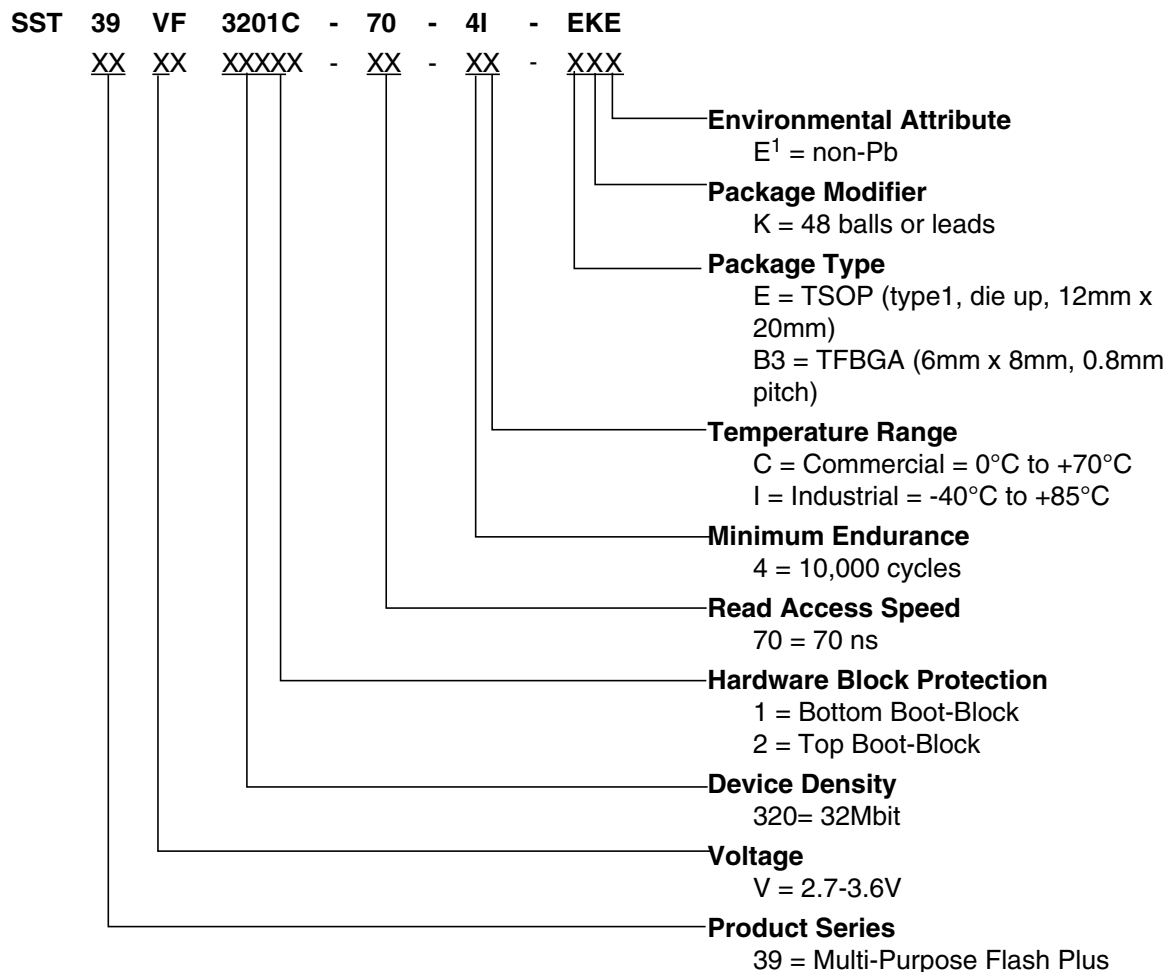 SST 39 VF 3201C - 70 - 4I - EKE
XX XX XXXXX - XX - XX - XXX
Environmental Attribute
E1 = non-Pb
Package Modifier
K = 48 balls or leads
Package Type
E = TSOP (type1, die up, 12mm x
20mm)
B3 = TFBGA (6mm x 8mm, 0.8mm
pitch)
Temperature Range
C = Commercial = 0°C to +70°C
I = Industrial = -40°C to +85°C
Minimum Endurance
4 = 10,000 cycles
Read Access Speed
70 = 70 ns
Hardware Block Protection
1 = Bottom Boot-Block
2 = Top Boot-Block
Device Density
320= 32Mbit
Voltage
V = 2.7-3.6V
Product Series
39 = Multi-Purpose Flash Plus